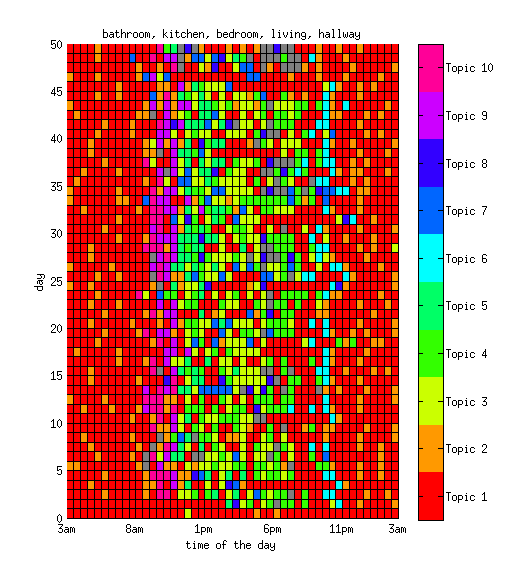 bathroom, kitchen, bedroom, living, hallway
50
45
40
35
30
25
20
15
10
5
0
day
3am 8am 1pm 6pm 11pm 3am
time of the day
Topic 10
Topic 9
Topic 8
Topic 7
Topic 6
Topic 5
Topic 4
Topic 3
Topic 2
Topic 1